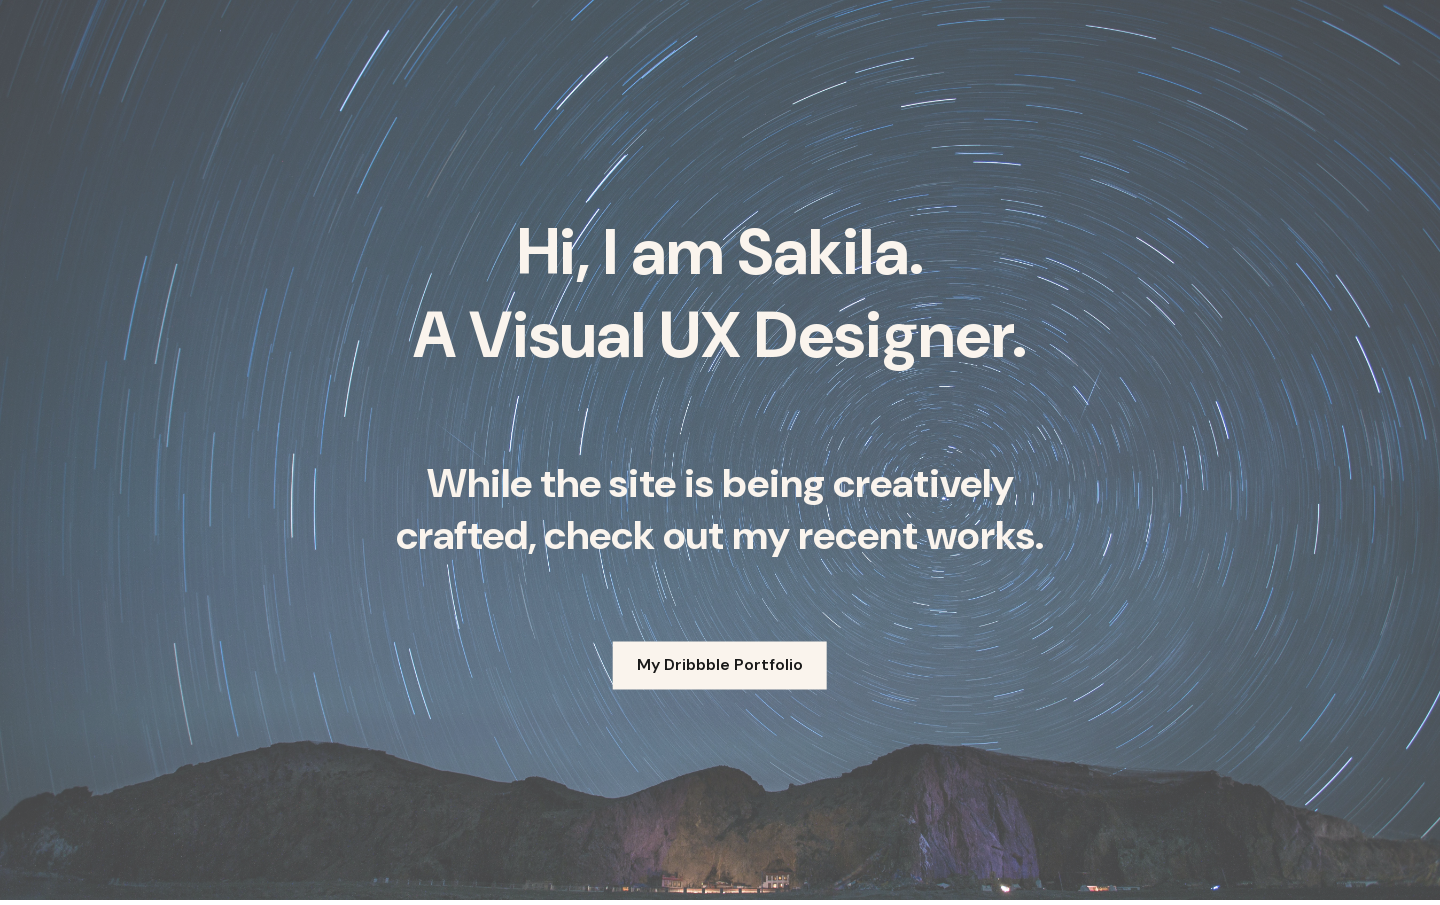 Hi, I am Sakila.
A Visual UX Designer.
While the site is being creatively
crafted, check out my recent works.
My Dribbble Portfolio